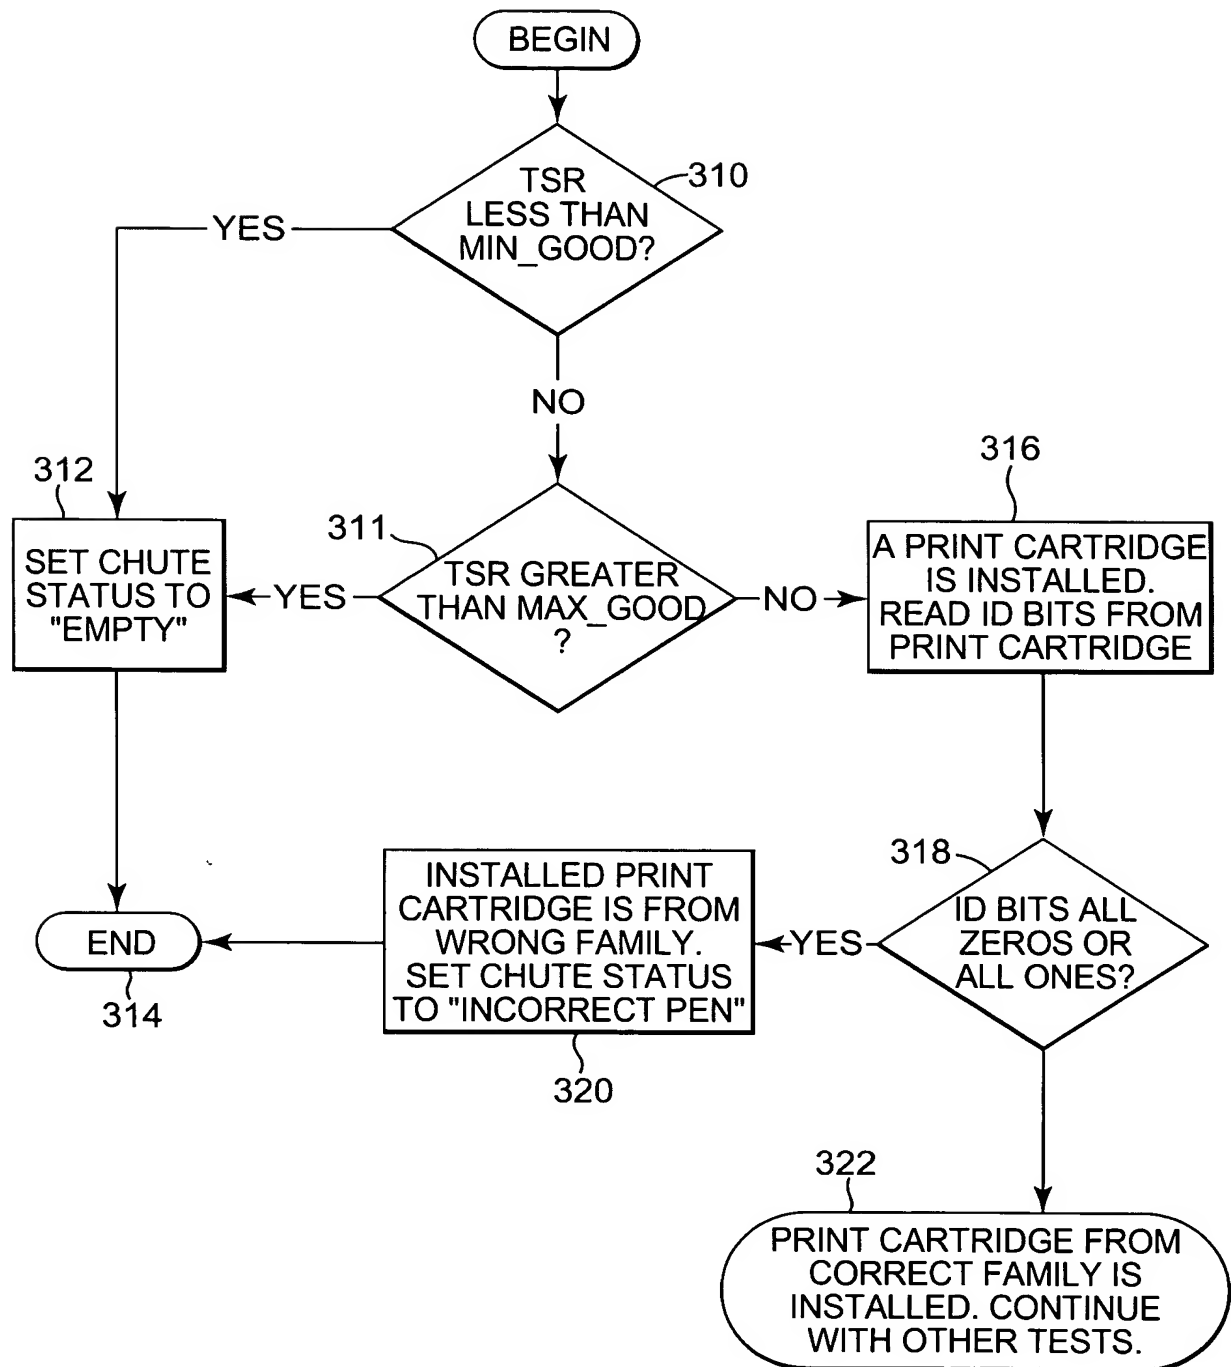 BEGIN
TSR
LESS THAN
MIN_GOOD?
310
YES
NO
312
SET CHUTE
STATUS TO
"EMPTY"
311
TSR GREATER
THAN MAX_GOOD
?
YES
NO
316
A PRINT CARTRIDGE
IS INSTALLED.
READ ID BITS FROM
PRINT CARTRIDGE
318
ID BITS ALL
ZEROS OR
ALL ONES?
YES
INSTALLED PRINT
CARTRIDGE IS FROM
WRONG FAMILY.
SET CHUTE STATUS
TO "INCORRECT PEN"
320
END
314
322
PRINT CARTRIDGE FROM
CORRECT FAMILY IS
INSTALLED. CONTINUE
WITH OTHER TESTS.